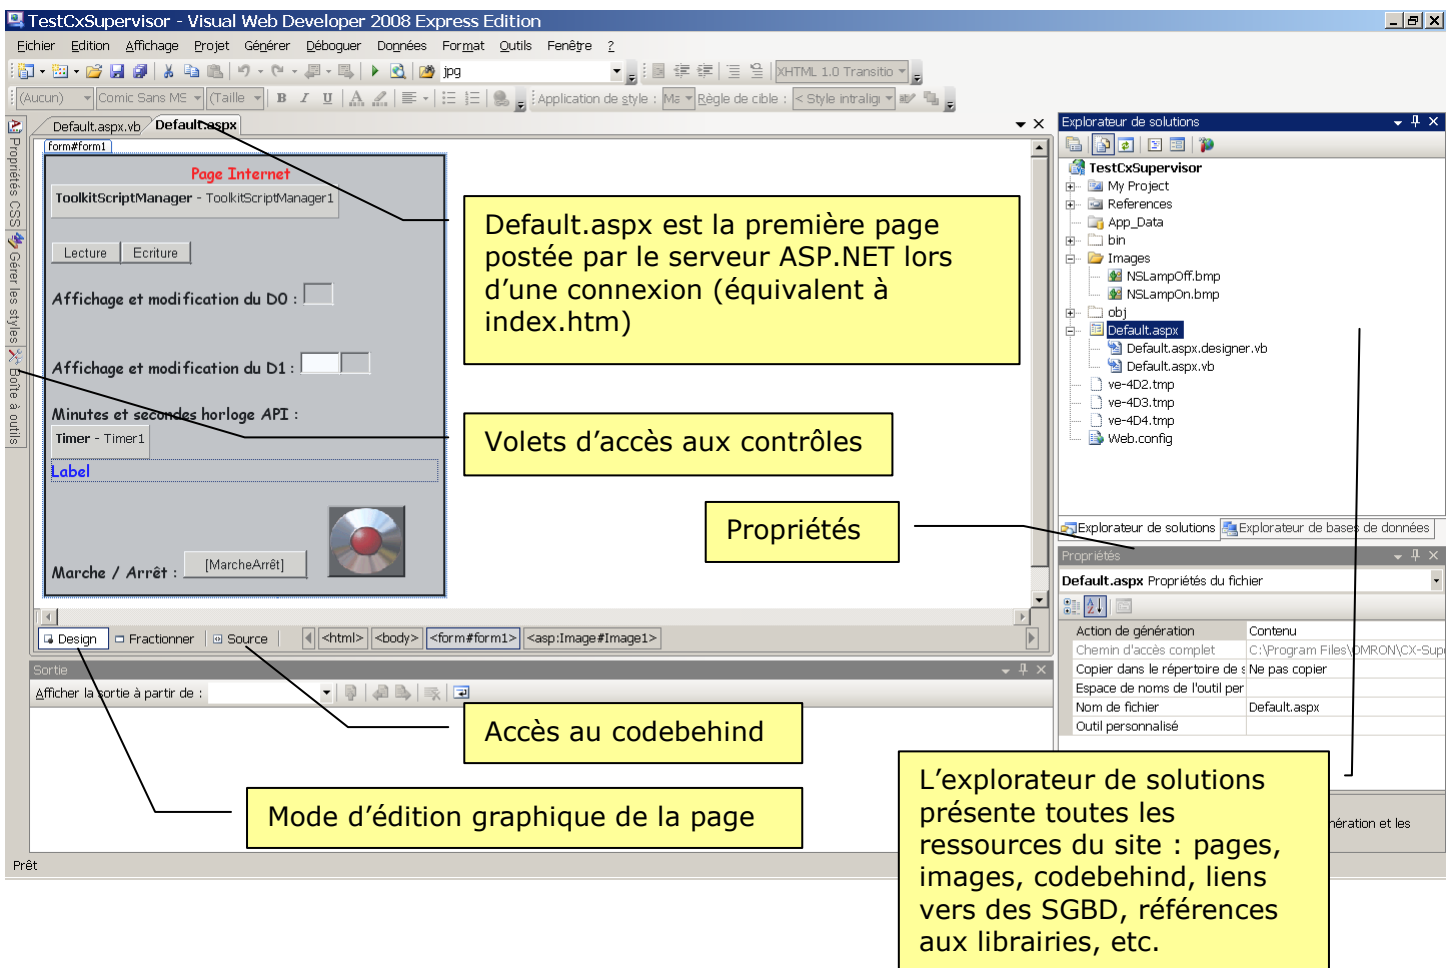 TestCxSupervisor - Visual Web Developer 2008 Express Edition
Fichier Edition Affichage Projet Générer Déboguer Données Format Outils Fenêtre ?
jpg
XHTML 1.0 Transitio
(Aucun) Comic Sans MS (Taille B I U Application de style : Ma Règle de cible : < Style intralig
Default.aspx.vb Default.aspx
Propriétés CSS
Gérer les styles
Boîte à outils
form#form1
Page Internet
ToolkitScriptManager - ToolkitScriptManager1
Lecture Ecriture
Affichage et modification du D0 :
Affichage et modification du D1 :
Minutes et secondes horloge API :
Timer - Timer1
Label
Marche / Arrêt : [MarcheArrêt]
Default.aspx est la première page
postée par le serveur ASP.NET lors
d’une connexion (équivalent à
index.htm)
Volets d’accès aux contrôles
Propriétés
Design Fractionner Source <html> <body> <form#form1> <asp:Image#Image1>
Sortie
Afficher la sortie à partir de :
Accès au codebehind
Mode d’édition graphique de la page
Prêt
Explorateur de solutions
TestCxSupervisor
My Project
References
App_Data
bin
Images
NSLampOff.bmp
NSLampOn.bmp
obj
Default.aspx
Default.aspx.designer.vb
Default.aspx.vb
ve-4D2.tmp
ve-4D3.tmp
ve-4D4.tmp
Web.config
Explorateur de solutions Explorateur de bases de données
Propriétés
Default.aspx Propriétés du fichier
Action de génération Contenu
Chemin d'accès complet C:\Program Files\OMRON\CX-Sup
Copier dans le répertoire de s Ne pas copier
Espace de noms de l'outil per
Nom de fichier Default.aspx
Outil personnalisé
nération et les
L’explorateur de solutions
présente toutes les
ressources du site : pages,
images, codebehind, liens
vers des SGBD, références
aux librairies, etc.